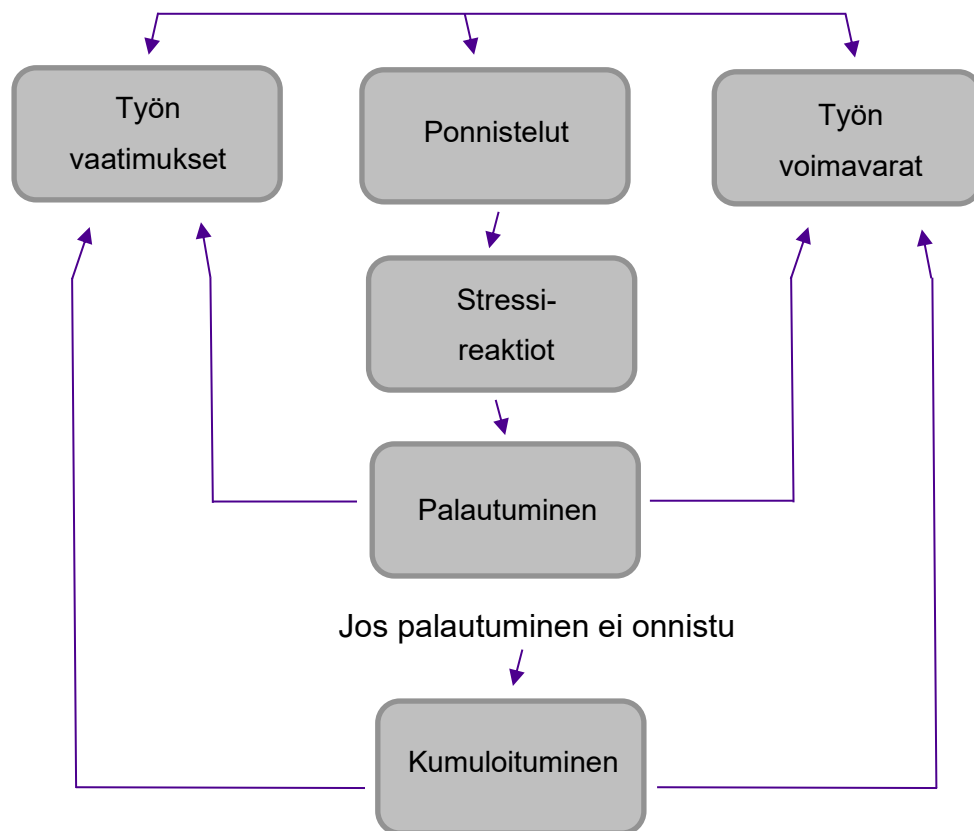 Työn
vaatimukset
Ponnistelut
Työn
voimavarat
Stressi-
reaktiot
Palautuminen
Jos palautuminen ei onnistu
Kumuloituminen